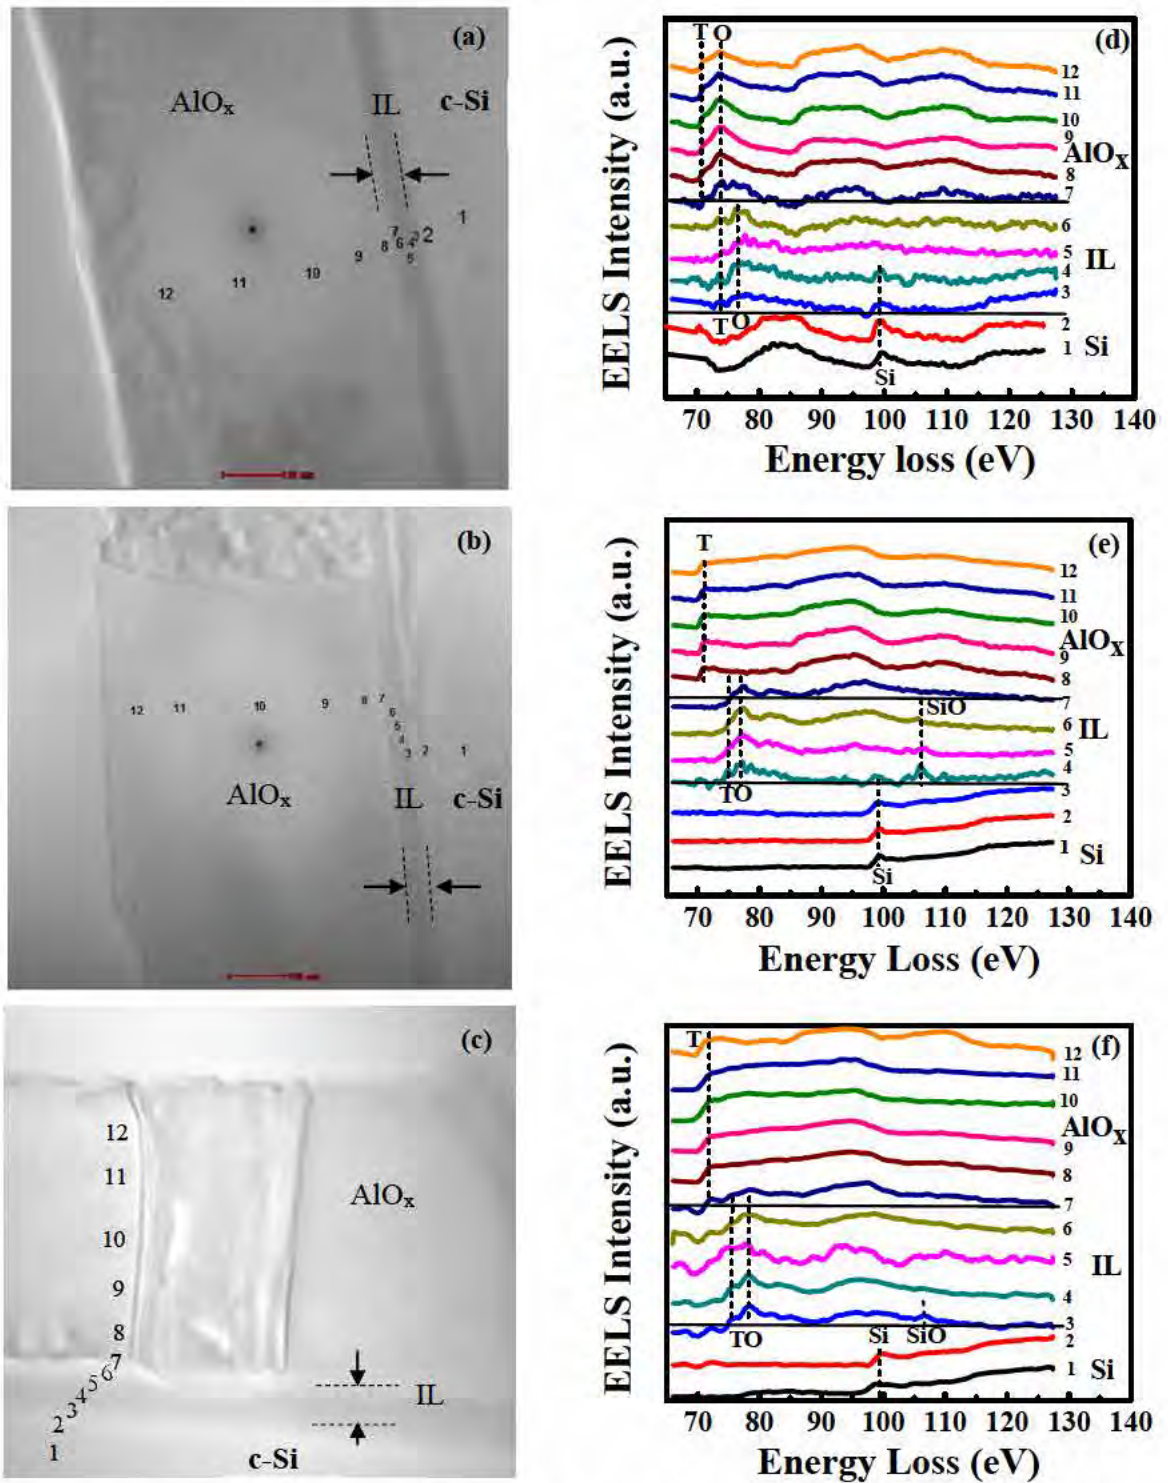 (a)
AlOx
IL
c-Si
1
2
3
4
5
6
7
8
9
10
11
12
(b)
12
11
10
9
8
7
6
5
4
3
2
1
AlOx
IL
c-Si
(c)
12
11
10
9
8
7
6
5
4
3
2
1
AlOx
IL
c-Si
(d)
T O
12
11
10
9
AlOx
8
7
6
5 IL
4
3
T O
2
1 Si
Si
70 80 90 100 110 120 130 140
Energy loss (eV)
EELS Intensity (a.u.)
(e)
T
12
11
10
AlOx
9
8
7
SiO
6 IL
5
4
TO
3
2
1 Si
Si
70 80 90 100 110 120 130 140
Energy Loss (eV)
EELS Intensity (a.u.)
(f)
T
12
11
10
AlOx
9
8
7
6
5 IL
4
3
TO Si SiO
2
1 Si
70 80 90 100 110 120 130 140
Energy Loss (eV)
EELS Intensity (a.u.)